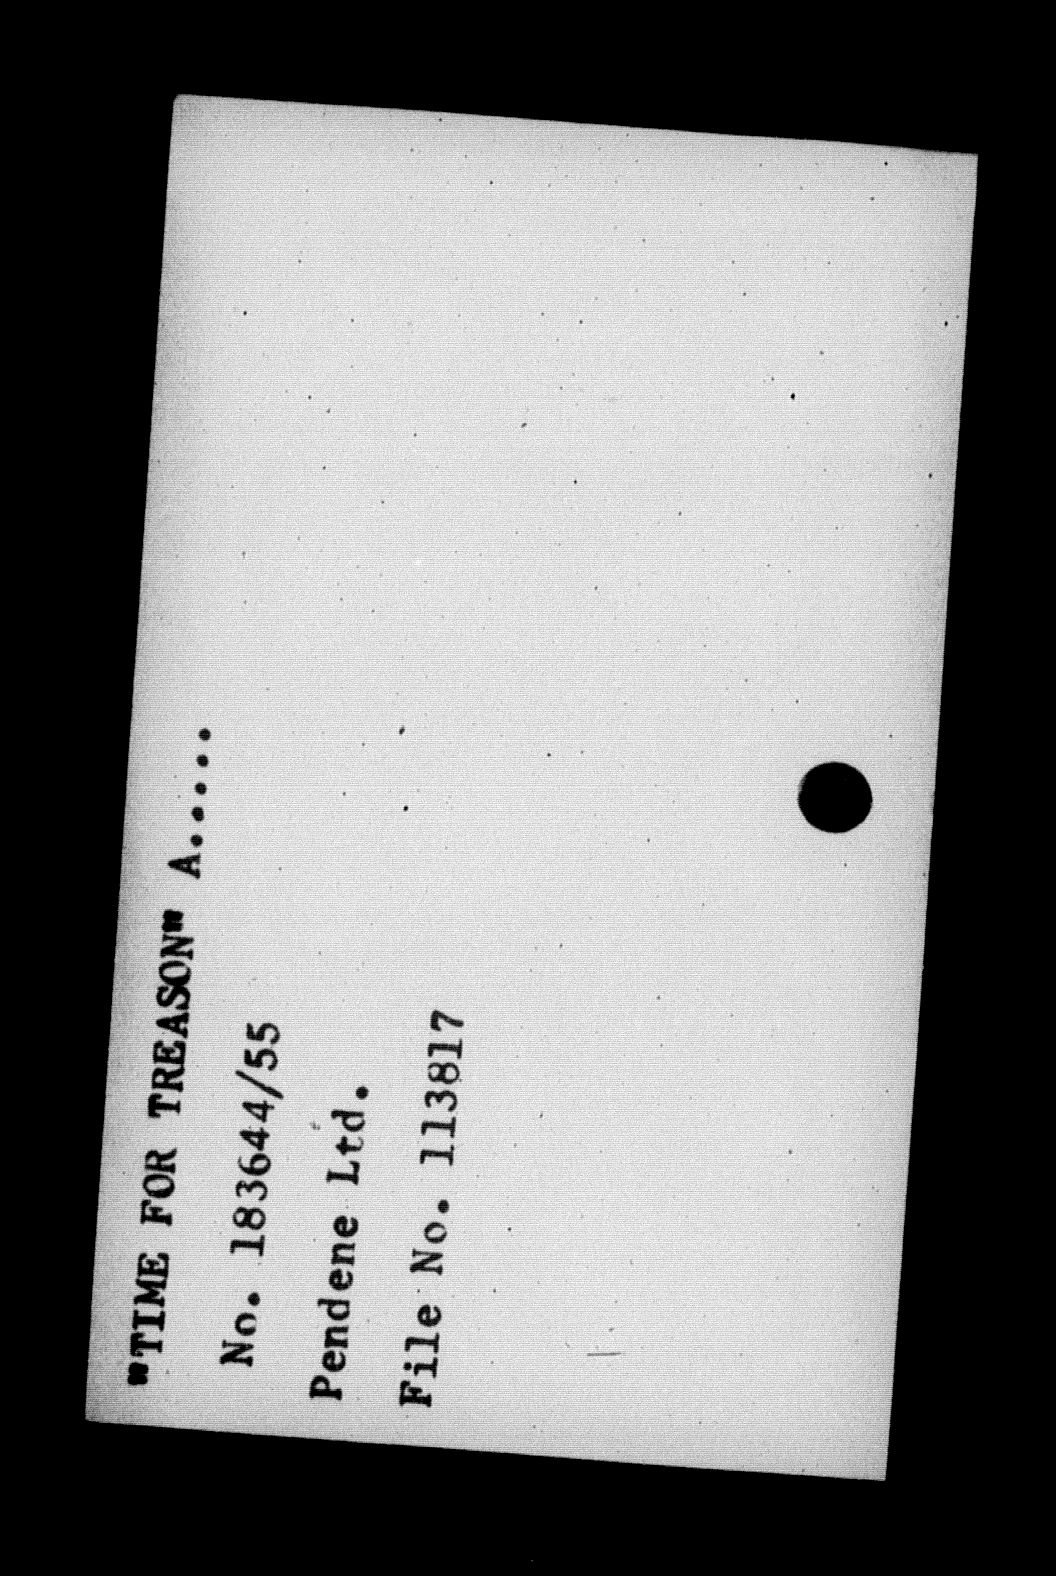 "TIME FOR TREASON" A.....
No. 183644/55
Pendene Ltd.
File No. 113817